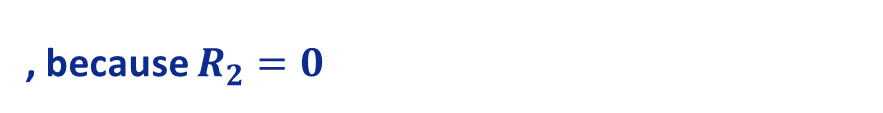 , because R₂ = 0